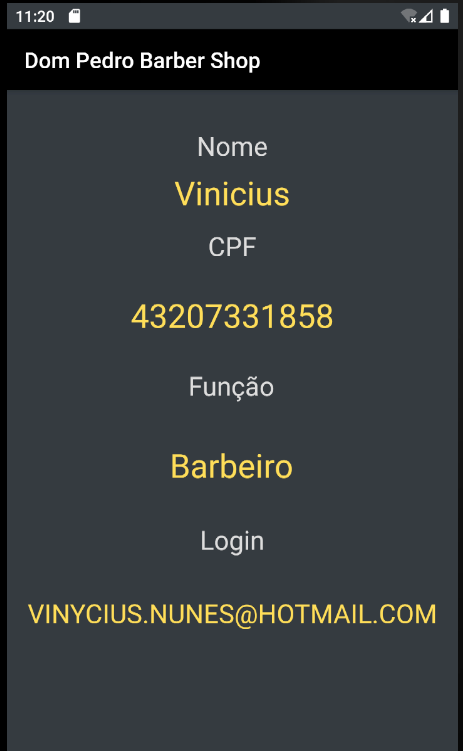 11:20
Dom Pedro Barber Shop
Nome
Vinicius
CPF
43207331858
Função
Barbeiro
Login
VINYCIUS.NUNES@HOTMAIL.COM